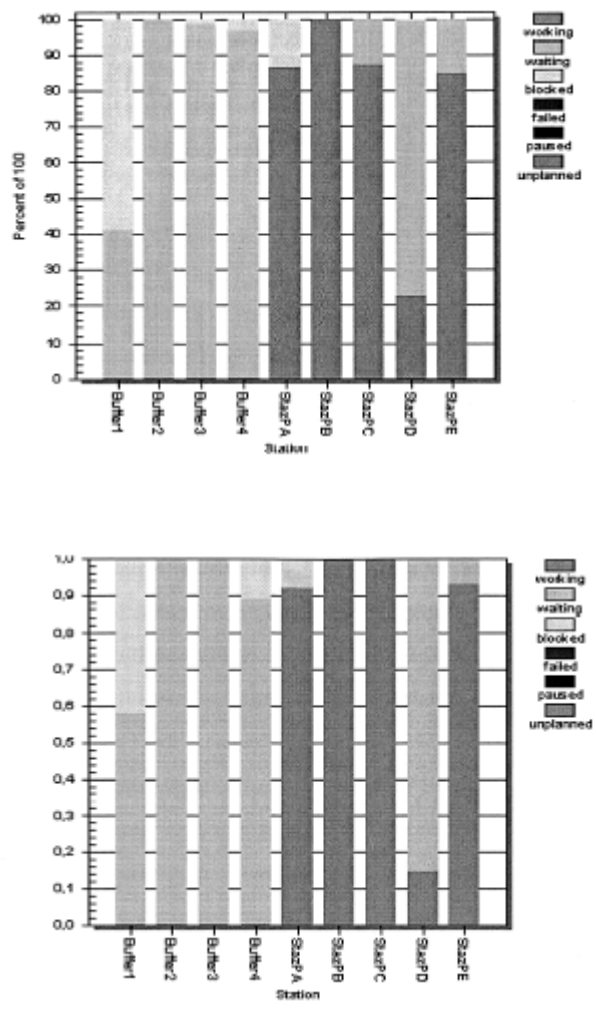 100
90
80
70
60
50
40
30
20
10
0
Percent of 100
Buffer1
Buffer2
Buffer3
Buffer4
StazPA
StazPB
StazPC
StazPD
StazPE
Station
working
waiting
blocked
failed
paused
unplanned
1,0
0,9
0,8
0,7
0,6
0,5
0,4
0,3
0,2
0,1
0,0
Buffer1
Buffer2
Buffer3
Buffer4
StazPA
StazPB
StazPC
StazPD
StazPE
Station
working
waiting
blocked
failed
paused
unplanned